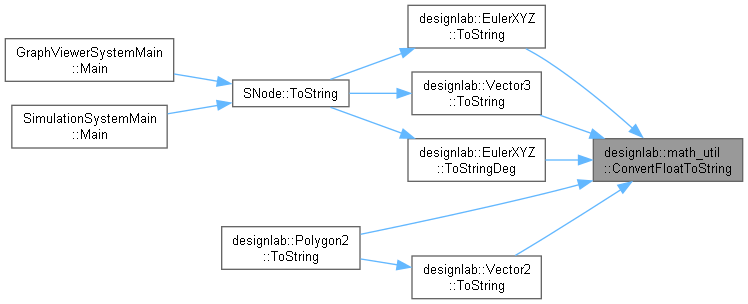 GraphViewerSystemMain
::Main
SimulationSystemMain
::Main
SNode::ToString
designlab::EulerXYZ
::ToString
designlab::Vector3
::ToString
designlab::EulerXYZ
::ToStringDeg
designlab::Polygon2
::ToString
designlab::Vector2
::ToString
designlab::math_util
::ConvertFloatToString